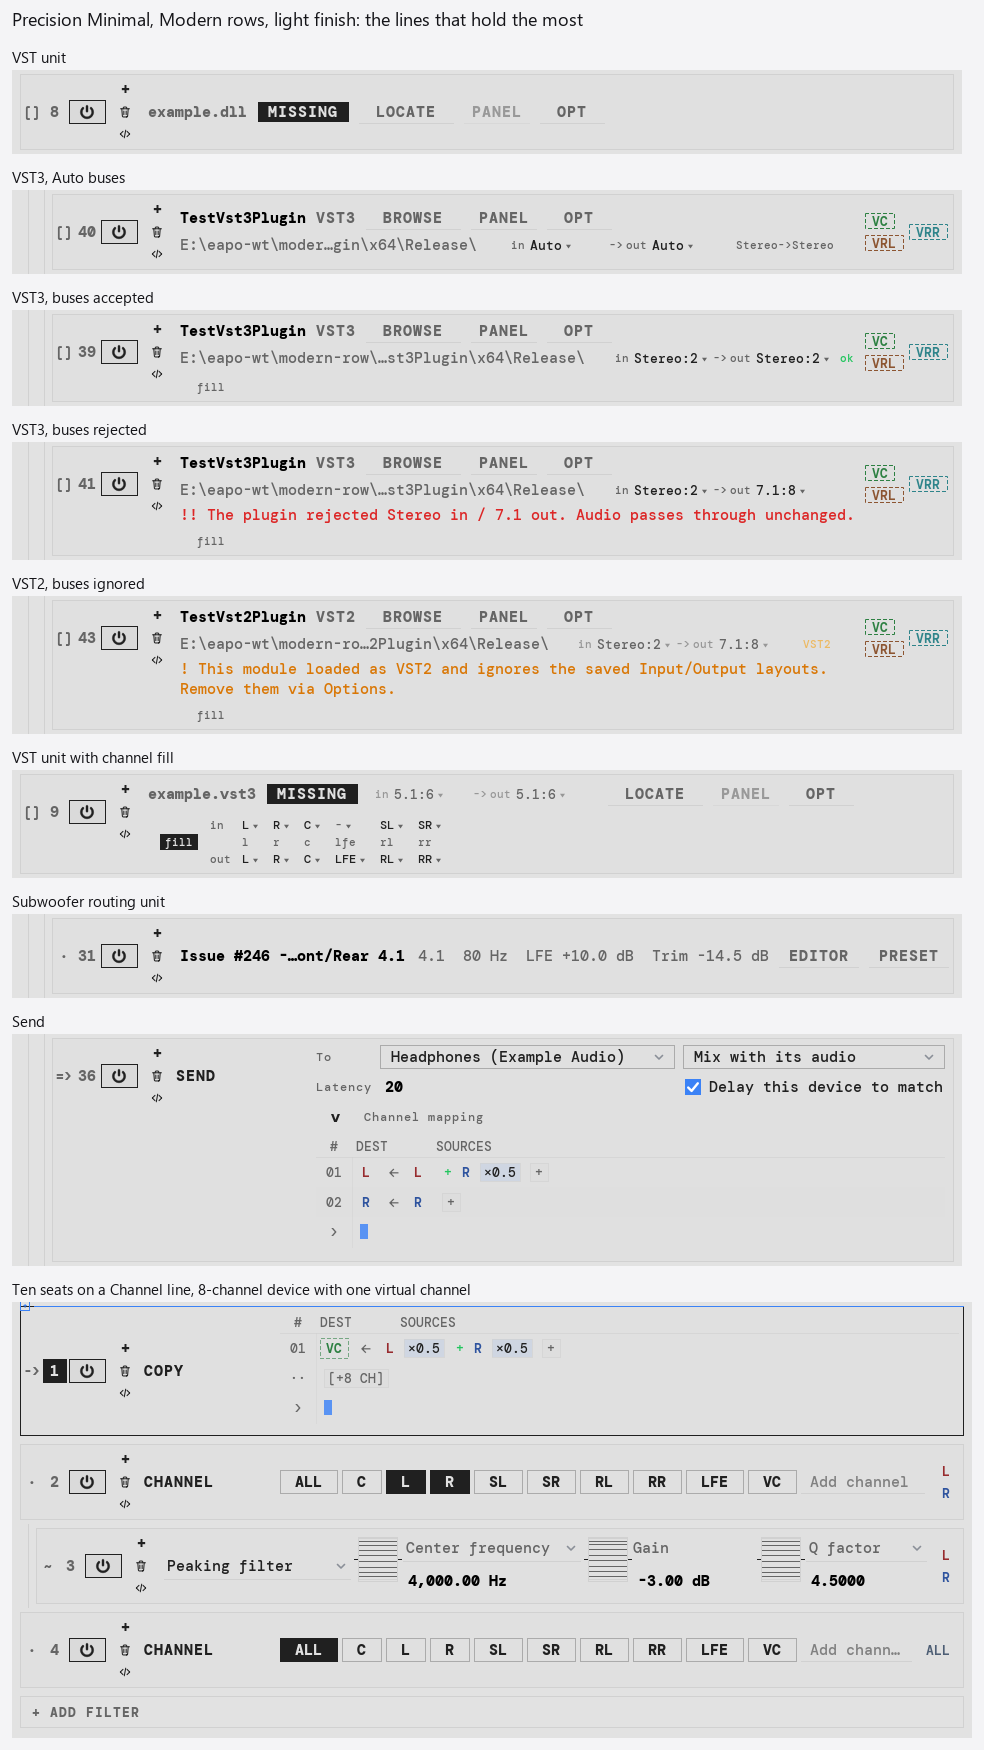 Precision Minimal, Modern rows, light finish: the lines that hold the most
VST unit
+
[] 8 example.dll MISSING LOCATE PANEL OPT
</>
VST3, Auto buses
+
TestVst3Plugin VST3 BROWSE PANEL OPT
[] 40 VC VRR
E:\eapo-wt\moder…gin\x64\Release\ in Auto -> out Auto Stereo->Stereo VRL
</>
VST3, buses accepted
+
TestVst3Plugin VST3 BROWSE PANEL OPT
[] 39 VC VRR
E:\eapo-wt\modern-row\…st3Plugin\x64\Release\ in Stereo:2 -> out Stereo:2 ok VRL
</>
fill
VST3, buses rejected
+
TestVst3Plugin VST3 BROWSE PANEL OPT
[] 41 VC VRR
E:\eapo-wt\modern-row\…st3Plugin\x64\Release\ in Stereo:2 -> out 7.1:8 VRL
</>
!! The plugin rejected Stereo in / 7.1 out. Audio passes through unchanged.
fill
VST2, buses ignored
+
TestVst2Plugin VST2 BROWSE PANEL OPT
[] 43 VC VRR
E:\eapo-wt\modern-ro…2Plugin\x64\Release\ in Stereo:2 -> out 7.1:8 VST2 VRL
</>
! This module loaded as VST2 and ignores the saved Input/Output layouts.
Remove them via Options.
fill
VST unit with channel fill
+
example.vst3 MISSING in 5.1:6 -> out 5.1:6 LOCATE PANEL OPT
[] 9
in L R C - SL SR
</>
fill l r c lfe rl rr
out L R C LFE RL RR
Subwoofer routing unit
+
· 31 Issue #246 -…ont/Rear 4.1 4.1 80 Hz LFE +10.0 dB Trim -14.5 dB EDITOR PRESET
</>
Send
+
To Headphones (Example Audio) Mix with its audio
=> 36 SEND
</>
Latency 20 Delay this device to match
v Channel mapping
# DEST SOURCES
01 L ← L + R ×0.5 +
02 R ← R +
›
Ten seats on a Channel line, 8-channel device with one virtual channel
# DEST SOURCES
+
01 VC ← L ×0.5 + R ×0.5 +
-> 1 COPY
·· [+8 CH]
</>
›
+
· 2 CHANNEL ALL C L R SL SR RL RR LFE VC Add channel L
R
</>
+
~ 3 Peaking filter Center frequency Gain Q factor L
4,000.00 Hz -3.00 dB 4.5000 R
</>
+
· 4 CHANNEL ALL C L R SL SR RL RR LFE VC Add chann… ALL
</>
+ ADD FILTER